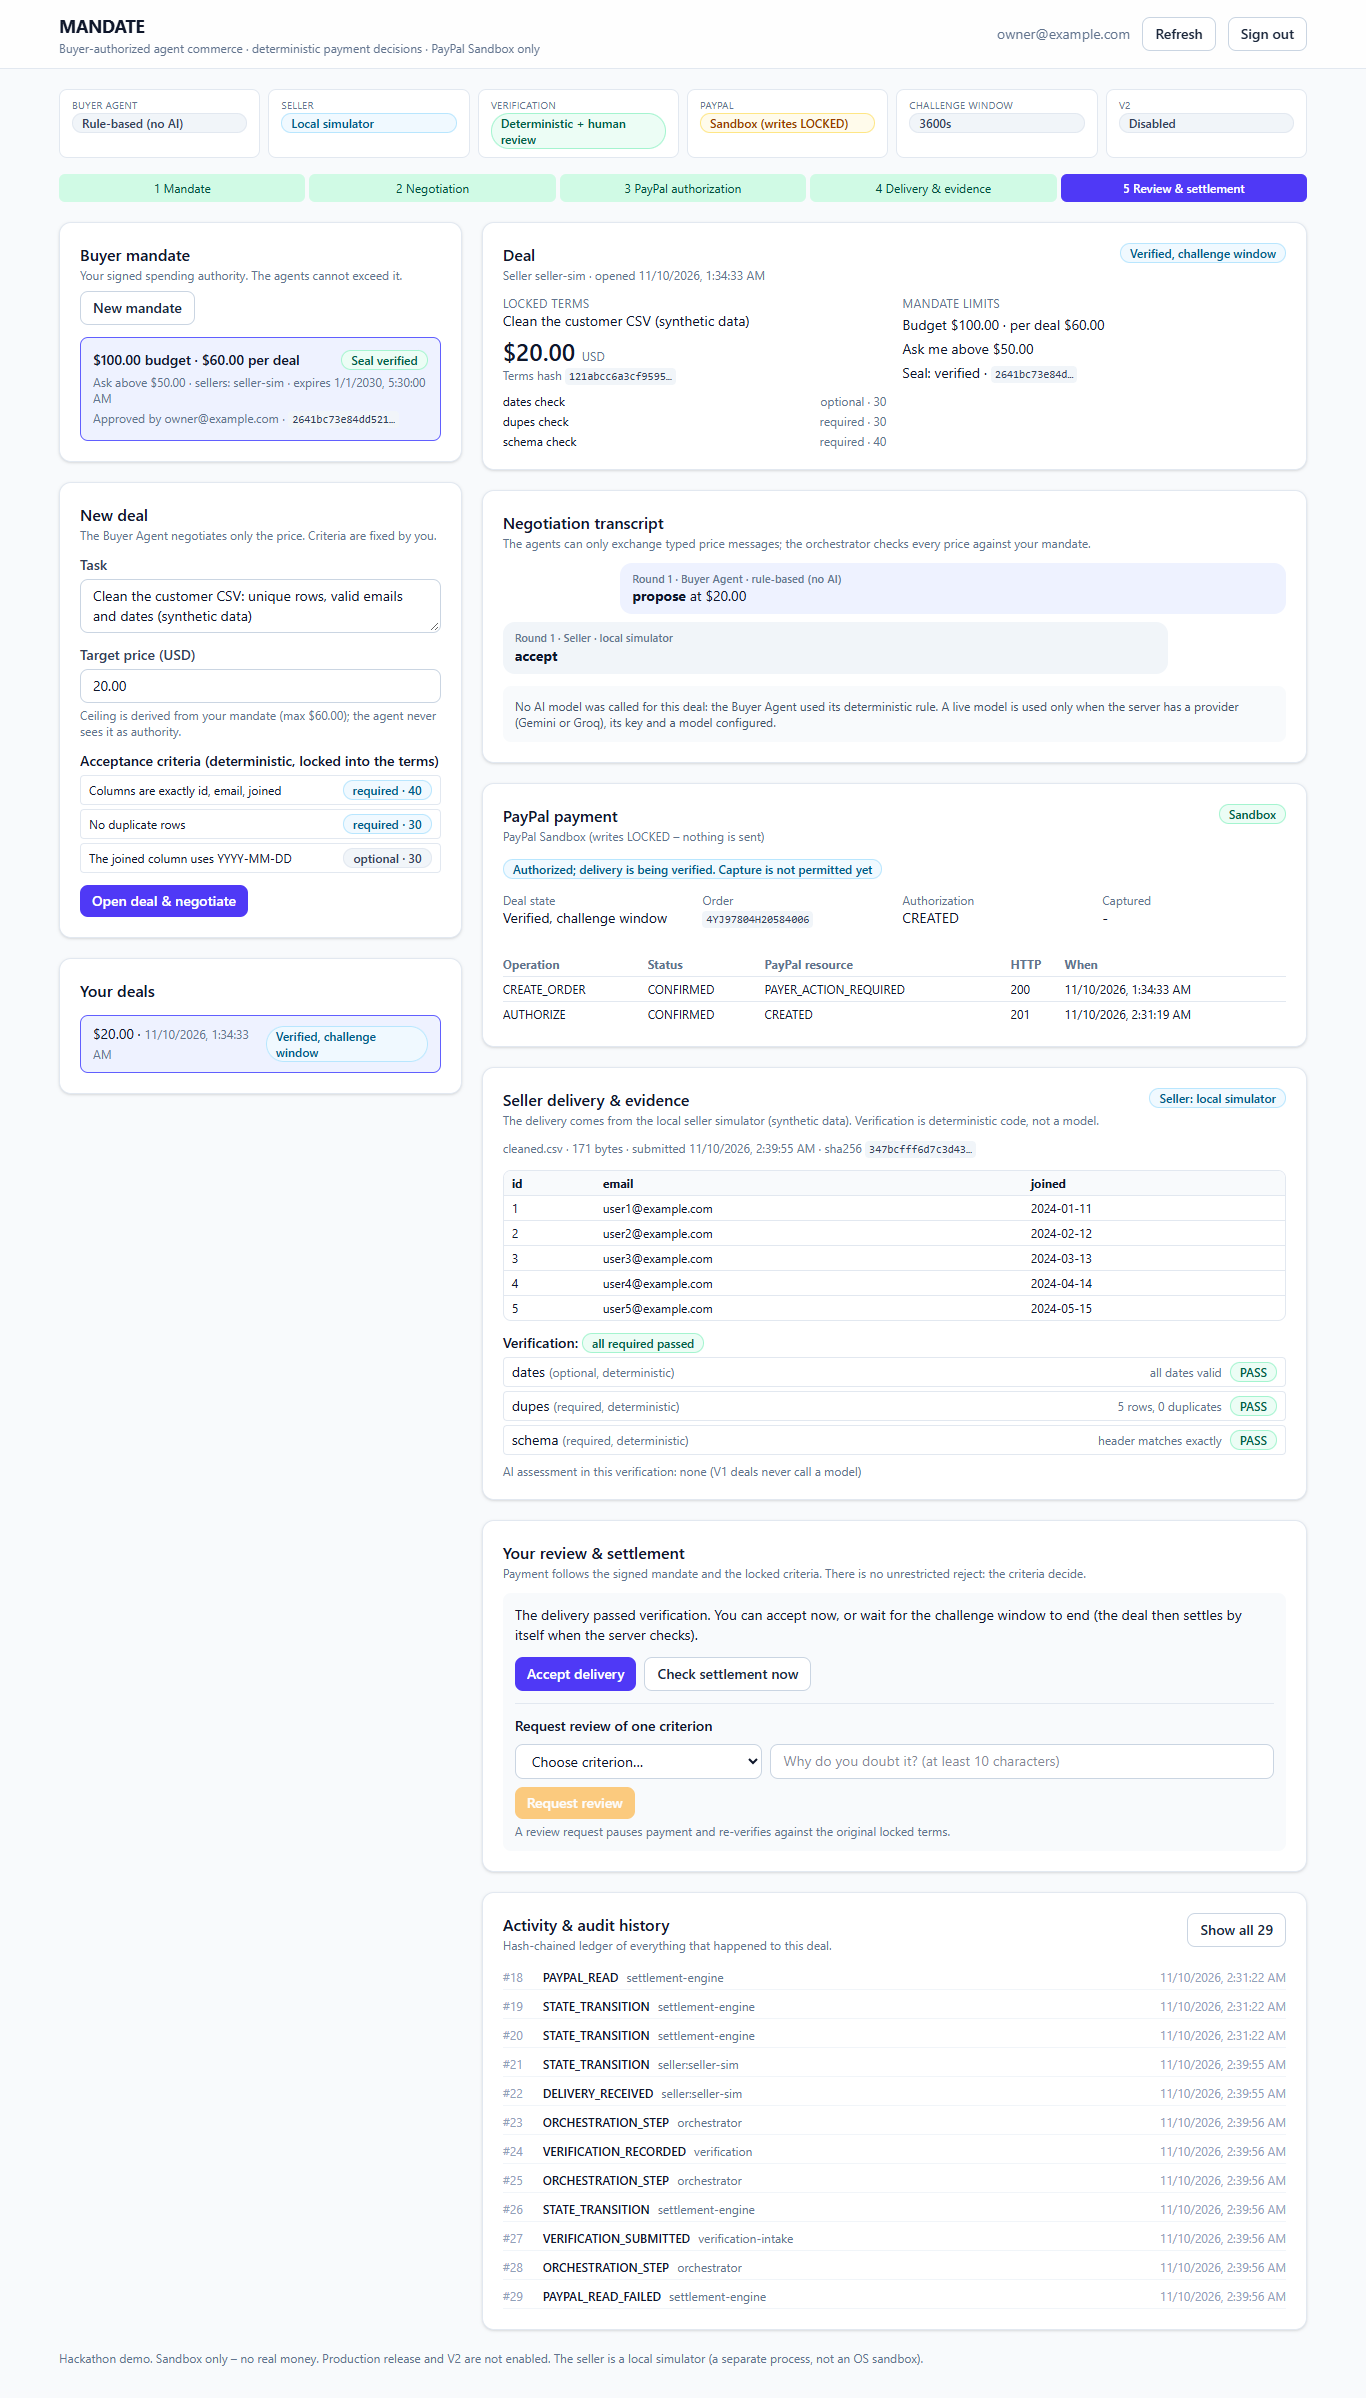 MANDATE
Buyer-authorized agent commerce · deterministic payment decisions · PayPal Sandbox only
owner@example.com
Refresh
Sign out
BUYER AGENT
Rule-based (no AI)
SELLER
Local simulator
VERIFICATION
Deterministic + human
review
PAYPAL
Sandbox (writes LOCKED)
CHALLENGE WINDOW
3600s
V2
Disabled
1 Mandate
2 Negotiation
3 PayPal authorization
4 Delivery & evidence
5 Review & settlement
Buyer mandate
Your signed spending authority. The agents cannot exceed it.
New mandate
$100.00 budget · $60.00 per deal
Seal verified
Ask above $50.00 · sellers: seller-sim · expires 1/1/2030, 5:30:00
AM
Approved by owner@example.com · 2641bc73e84dd521…
New deal
The Buyer Agent negotiates only the price. Criteria are fixed by you.
Task
Clean the customer CSV: unique rows, valid emails
and dates (synthetic data)
Target price (USD)
20.00
Ceiling is derived from your mandate (max $60.00); the agent never
sees it as authority.
Acceptance criteria (deterministic, locked into the terms)
Columns are exactly id, email, joined
required · 40
No duplicate rows
required · 30
The joined column uses YYYY-MM-DD
optional · 30
Open deal & negotiate
Your deals
$20.00 · 11/10/2026, 1:34:33
AM
Verified, challenge
window
Deal
Seller seller-sim · opened 11/10/2026, 1:34:33 AM
Verified, challenge window
LOCKED TERMS
Clean the customer CSV (synthetic data)
$20.00 USD
Terms hash 121abcc6a3cf9595…
dates check
optional · 30
dupes check
required · 30
schema check
required · 40
MANDATE LIMITS
Budget $100.00 · per deal $60.00
Ask me above $50.00
Seal: verified · 2641bc73e84d…
Negotiation transcript
The agents can only exchange typed price messages; the orchestrator checks every price against your mandate.
Round 1 · Buyer Agent · rule-based (no AI)
propose at $20.00
Round 1 · Seller · local simulator
accept
No AI model was called for this deal: the Buyer Agent used its deterministic rule. A live model is used only when the server has a provider
(Gemini or Groq), its key and a model configured.
PayPal payment
PayPal Sandbox (writes LOCKED – nothing is sent)
Sandbox
Authorized; delivery is being verified. Capture is not permitted yet
Deal state
Verified, challenge window
Order
4YJ97804H20584006
Authorization
CREATED
Captured
-
Operation Status PayPal resource HTTP When
CREATE_ORDER CONFIRMED PAYER_ACTION_REQUIRED 200 11/10/2026, 1:34:33 AM
AUTHORIZE CONFIRMED CREATED 201 11/10/2026, 2:31:19 AM
Seller delivery & evidence
The delivery comes from the local seller simulator (synthetic data). Verification is deterministic code, not a model.
Seller: local simulator
cleaned.csv · 171 bytes · submitted 11/10/2026, 2:39:55 AM · sha256 347bcfff6d7c3d43…
id email joined
1 user1@example.com 2024-01-11
2 user2@example.com 2024-02-12
3 user3@example.com 2024-03-13
4 user4@example.com 2024-04-14
5 user5@example.com 2024-05-15
Verification: all required passed
dates (optional, deterministic) all dates valid PASS
dupes (required, deterministic) 5 rows, 0 duplicates PASS
schema (required, deterministic) header matches exactly PASS
AI assessment in this verification: none (V1 deals never call a model)
Your review & settlement
Payment follows the signed mandate and the locked criteria. There is no unrestricted reject: the criteria decide.
The delivery passed verification. You can accept now, or wait for the challenge window to end (the deal then settles by
itself when the server checks).
Accept delivery
Check settlement now
Request review of one criterion
Choose criterion...
Why do you doubt it? (at least 10 characters)
Request review
A review request pauses payment and re-verifies against the original locked terms.
Activity & audit history
Hash-chained ledger of everything that happened to this deal.
Show all 29
#18 PAYPAL_READ settlement-engine 11/10/2026, 2:31:22 AM
#19 STATE_TRANSITION settlement-engine 11/10/2026, 2:31:22 AM
#20 STATE_TRANSITION settlement-engine 11/10/2026, 2:31:22 AM
#21 STATE_TRANSITION seller:seller-sim 11/10/2026, 2:39:55 AM
#22 DELIVERY_RECEIVED seller:seller-sim 11/10/2026, 2:39:55 AM
#23 ORCHESTRATION_STEP orchestrator 11/10/2026, 2:39:56 AM
#24 VERIFICATION_RECORDED verification 11/10/2026, 2:39:56 AM
#25 ORCHESTRATION_STEP orchestrator 11/10/2026, 2:39:56 AM
#26 STATE_TRANSITION settlement-engine 11/10/2026, 2:39:56 AM
#27 VERIFICATION_SUBMITTED verification-intake 11/10/2026, 2:39:56 AM
#28 ORCHESTRATION_STEP orchestrator 11/10/2026, 2:39:56 AM
#29 PAYPAL_READ_FAILED settlement-engine 11/10/2026, 2:39:56 AM
Hackathon demo. Sandbox only – no real money. Production release and V2 are not enabled. The seller is a local simulator (a separate process, not an OS sandbox).